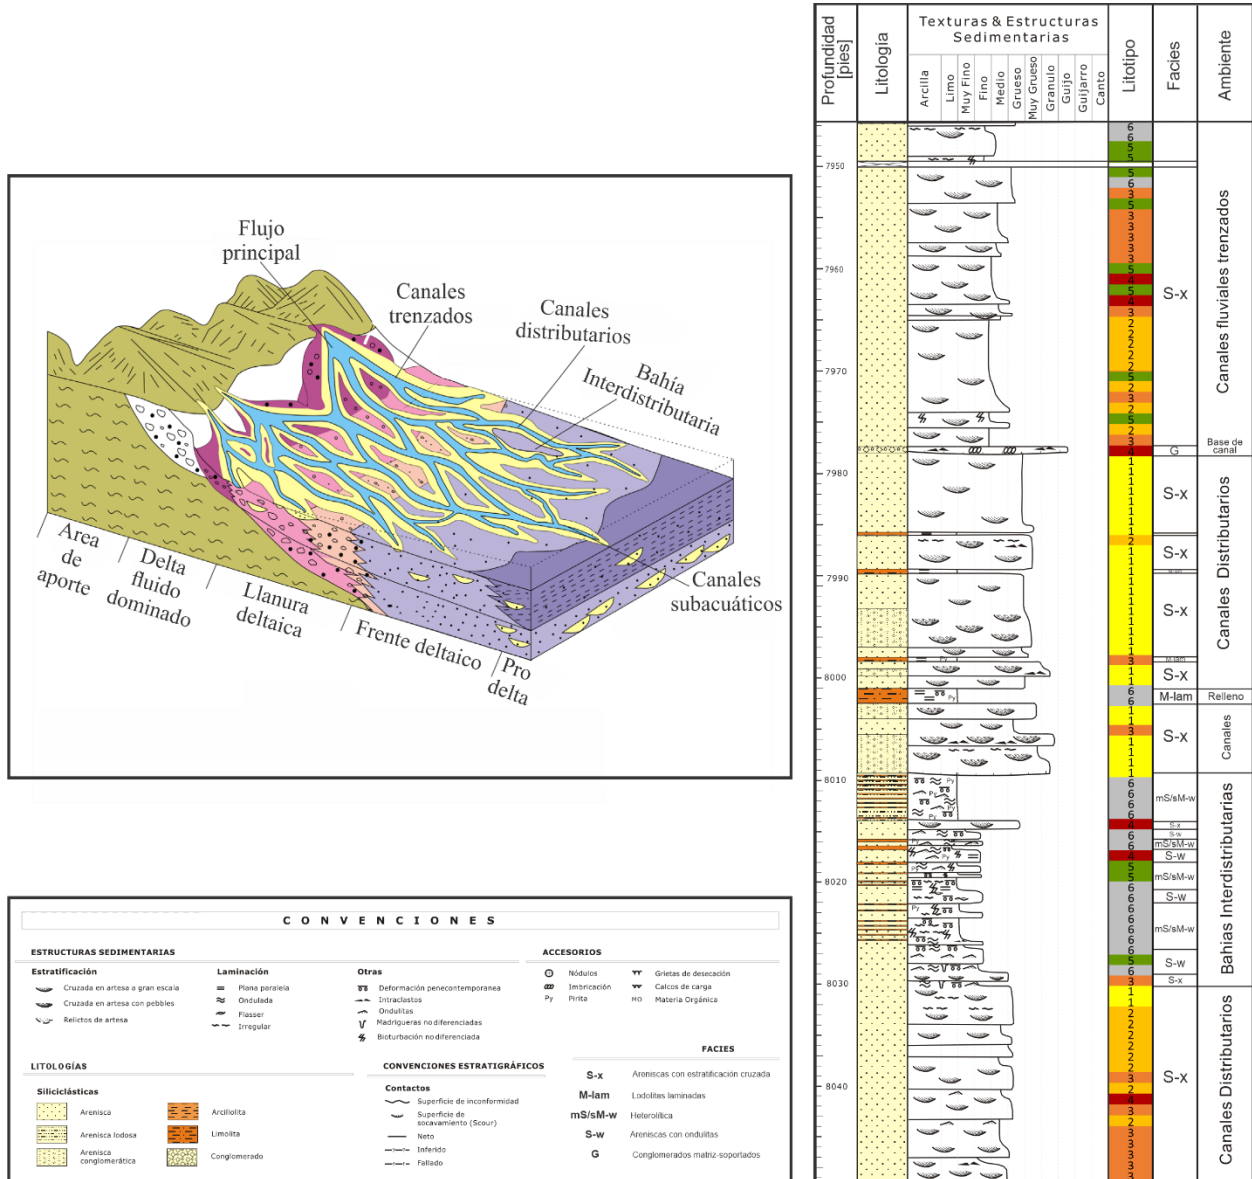 Flujo
principal
Canales
trenzados
Canales
distributarios
Bahía
Interdistributaria
Area
de
aporte
Delta
fluido
dominado
Llanura
deltaica
Frente deltaico
Pro
delta
Canales
subacuáticos
CONVENCIONES
ESTRUCTURAS SEDIMENTARIAS
Estratificación
Cruzada en artesa a gran escala
Cruzada en artesa con pebbles
Relictos de artesa
Laminación
Plana paralela
Ondulada
Flasser
Irregular
Otras
Deformación penecontemporanea
Intraclastos
Ondulitas
Madrigueras no diferenciadas
Bioturbación no diferenciada
ACCESORIOS
Nódulos
Imbricación
Py Pirita
Grietas de desecación
Calcos de carga
MO Materia Orgánica
LITOLOGÍAS
Siliciclásticas
Arenisca
Arenisca lodosa
Arenisca
conglomerática
Arcillolita
Limolita
Conglomerado
CONVENCIONES ESTRATIGRÁFICOS
Contactos
Superficie de inconformidad
Superficie de
socavamiento (Scour)
Neto
Inferido
Fallado
FACIES
S-x Areniscas con estratificación cruzada
M-lam Lodolitas laminadas
mS/sM-w Heterolítica
S-w Areniscas con ondulitas
G Conglomerados matriz-soportados
Profundidad
[pies]
Litología
Texturas & Estructuras
Sedimentarias
Arcilla
Limo
Muy Fino
Fino
Medio
Grueso
Muy Grueso
Granulo
Guijo
Guijarro
Canto
Litotipo
Facies
Ambiente
7950
7960
7970
7980
7990
8000
8010
8020
8030
8040
S-x
G
S-x
S-x
S-x
M-lam
S-x
M-lam
S-x
mS/sM-w
S-x
S-w
mS/sM-w
S-w
mS/sM-w
S-w
mS/sM-w
S-w
S-x
S-x
Canales fluviales trenzados
Base de
canal
Canales Distributarios
Relleno
Canales
Bahias Interdistributarias
Canales Distributarios